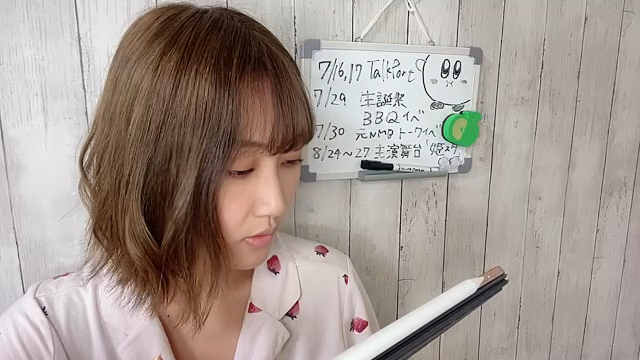 7/16,17 TalkPort
7/29 生誕祭
BBQイベ
7/30 元NMBトークイベ
8/24～27 主演舞台